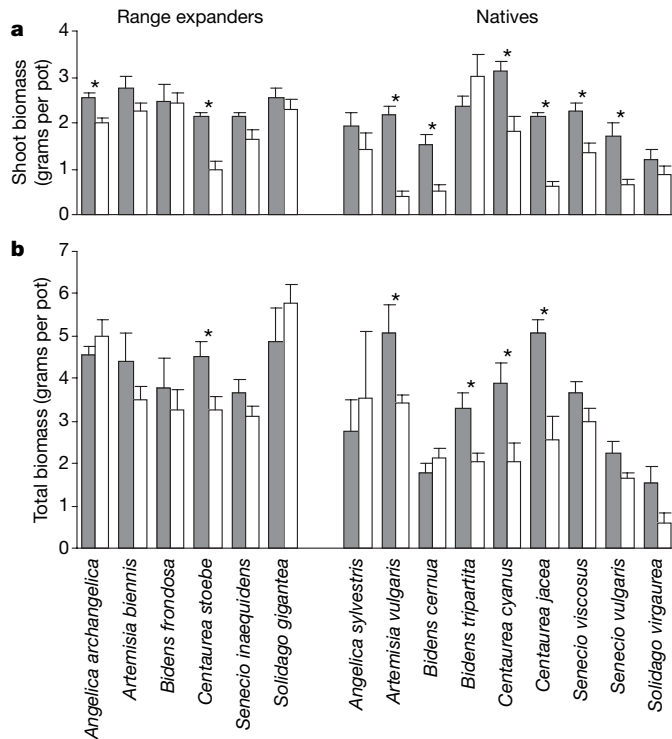 Range expanders
Natives
a
Shoot biomass
(grams per pot)
4
3
2
1
0
*
*
*
*
*
*
*
*
b
Total biomass (grams per pot)
7
6
5
4
3
2
1
0
*
*
*
*
*
Angelica archangelica
Artemisia biennis
Bidens frondosa
Centaurea stoebe
Senecio inaequidens
Solidago gigantea
Angelica sylvestris
Artemisia vulgaris
Bidens cernua
Bidens tripartita
Centaurea cyanus
Centaurea jacea
Senecio viscosus
Senecio vulgaris
Solidago virgaurea